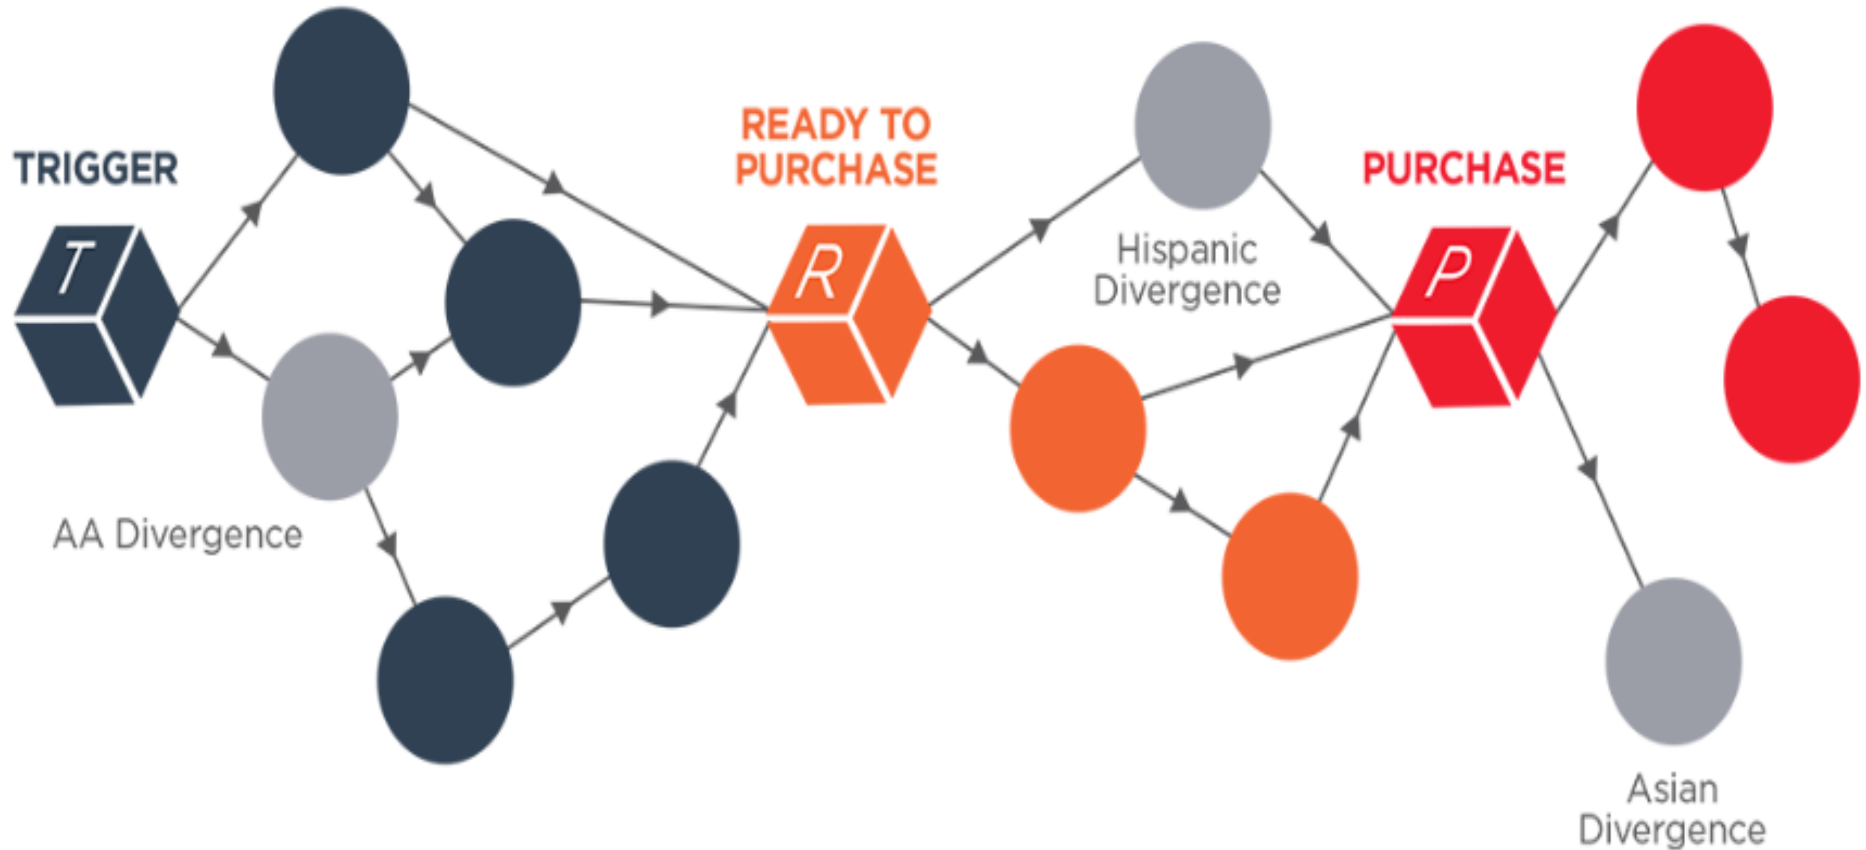 TRIGGER
T
AA Divergence
READY TO
PURCHASE
R
Hispanic
Divergence
PURCHASE
P
Asian
Divergence